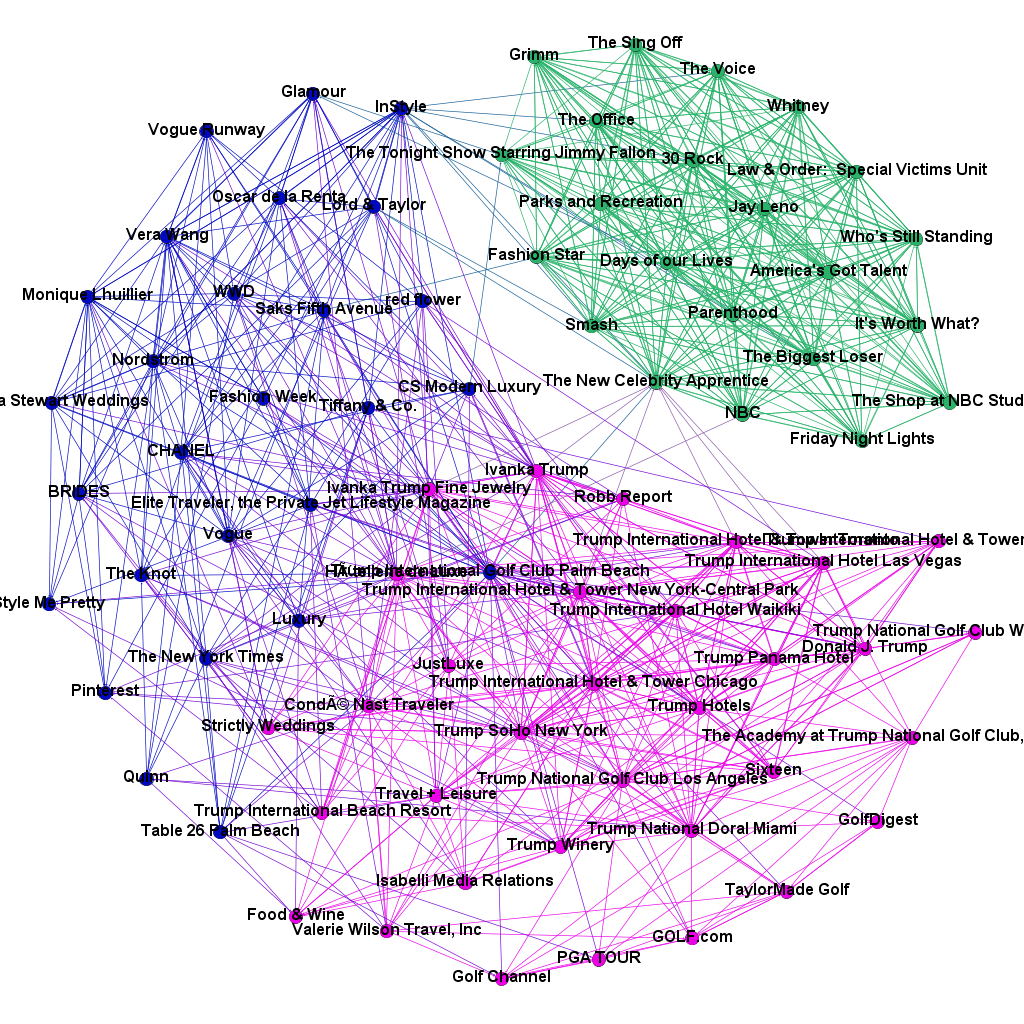 The Sing Off
Grimm
The Voice
Glamour
InStyle
Whitney
The Office
Vogue Runway
The Tonight Show Starring Jimmy Fallon
30 Rock
Law & Order: Special Victims Unit
Oscar de la Renta
Lord & Taylor
Parks and Recreation
Jay Leno
Vera Wang
Who's Still Standing
Fashion Star
Days of our Lives
America's Got Talent
Monique Lhuillier
WWD
Saks Fifth Avenue
red flower
Parenthood
Smash
It's Worth What?
Nordstrom
The Biggest Loser
CS Modern Luxury
The New Celebrity Apprentice
a Stewart Weddings
Fashion Week
Tiffany & Co.
NBC
The Shop at NBC Stud
Friday Night Lights
CHANEL
Ivanka Trump
BRIDES
Ivanka Trump Fine Jewelry
Robb Report
Elite Traveler, the Private Jet Lifestyle Magazine
Vogue
Trump International Hotel & Tower Toronto
Trump International Hotel & Tower
Trump International Hotel Las Vegas
The Knot
Trump International Golf Club Palm Beach
Trump International Hotel & Tower New York-Central Park
Style Me Pretty
Trump International Hotel Waikiki
Luxury
Trump National Golf Club W
Donald J. Trump
The New York Times
JustLuxe
Trump Panama Hotel
Trump International Hotel & Tower Chicago
Pinterest
CondÃ© Nast Traveler
Trump Hotels
Strictly Weddings
Trump SoHo New York
The Academy at Trump National Golf Club,
Sixteen
Quinn
Trump National Golf Club Los Angeles
Travel + Leisure
Trump International Beach Resort
GolfDigest
Table 26 Palm Beach
Trump National Doral Miami
Trump Winery
Isabelli Media Relations
TaylorMade Golf
Food & Wine
Valerie Wilson Travel, Inc
GOLF.com
PGA TOUR
Golf Channel